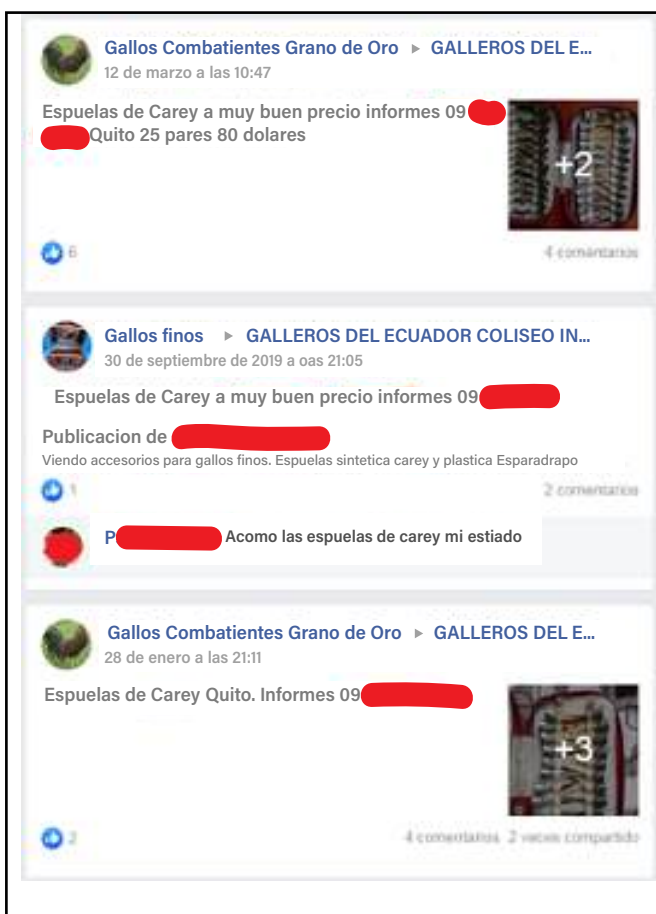 Gallos Combatientes Grano de Oro ▸ GALLEROS DEL E...
12 de marzo a las 10:47
Espuelas de Carey a muy buen precio informes 09
Quito 25 pares 80 dolares
+2
6
4 comentarios
Gallos finos ▸ GALLEROS DEL ECUADOR COLISEO IN...
30 de septiembre de 2019 a oas 21:05
Espuelas de Carey a muy buen precio informes 09
Publicacion de
Viendo accesorios para gallos finos. Espuelas sintetica carey y plastica Esparadrapo
1
2 comentarios
P Acomo las espuelas de carey mi estiado
Gallos Combatientes Grano de Oro ▸ GALLEROS DEL E...
28 de enero a las 21:11
Espuelas de Carey Quito. Informes 09
+3
2
4 comentarios 2 veces compartido